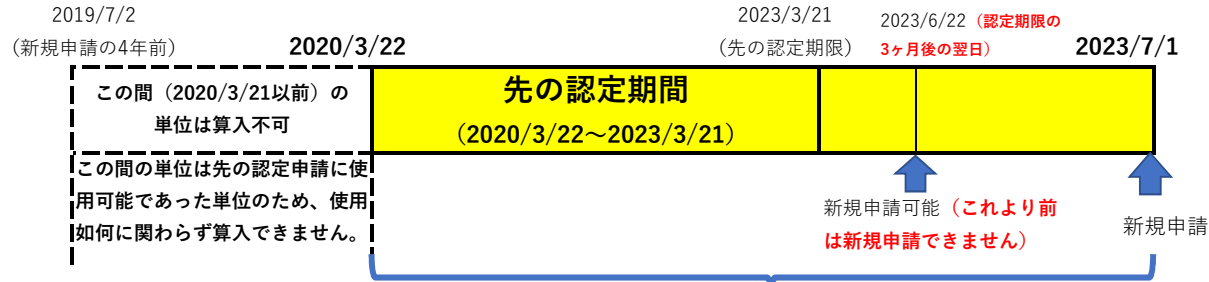 2019/7/2
(新規申請の4年前)
2020/3/22
2023/3/21
(先の認定期限)
2023/6/22(認定期限の
3ヶ月後の翌日)
2023/7/1
この間(2020/3/21以前)の
単位は算入不可
先の認定期間
(2020/3/22~2023/3/21)
この間の単位は先の認定申請に使
用可能であった単位のため、使用
如何に関わらず算入できません。
新規申請可能(これより前
は新規申請できません)
新規申請